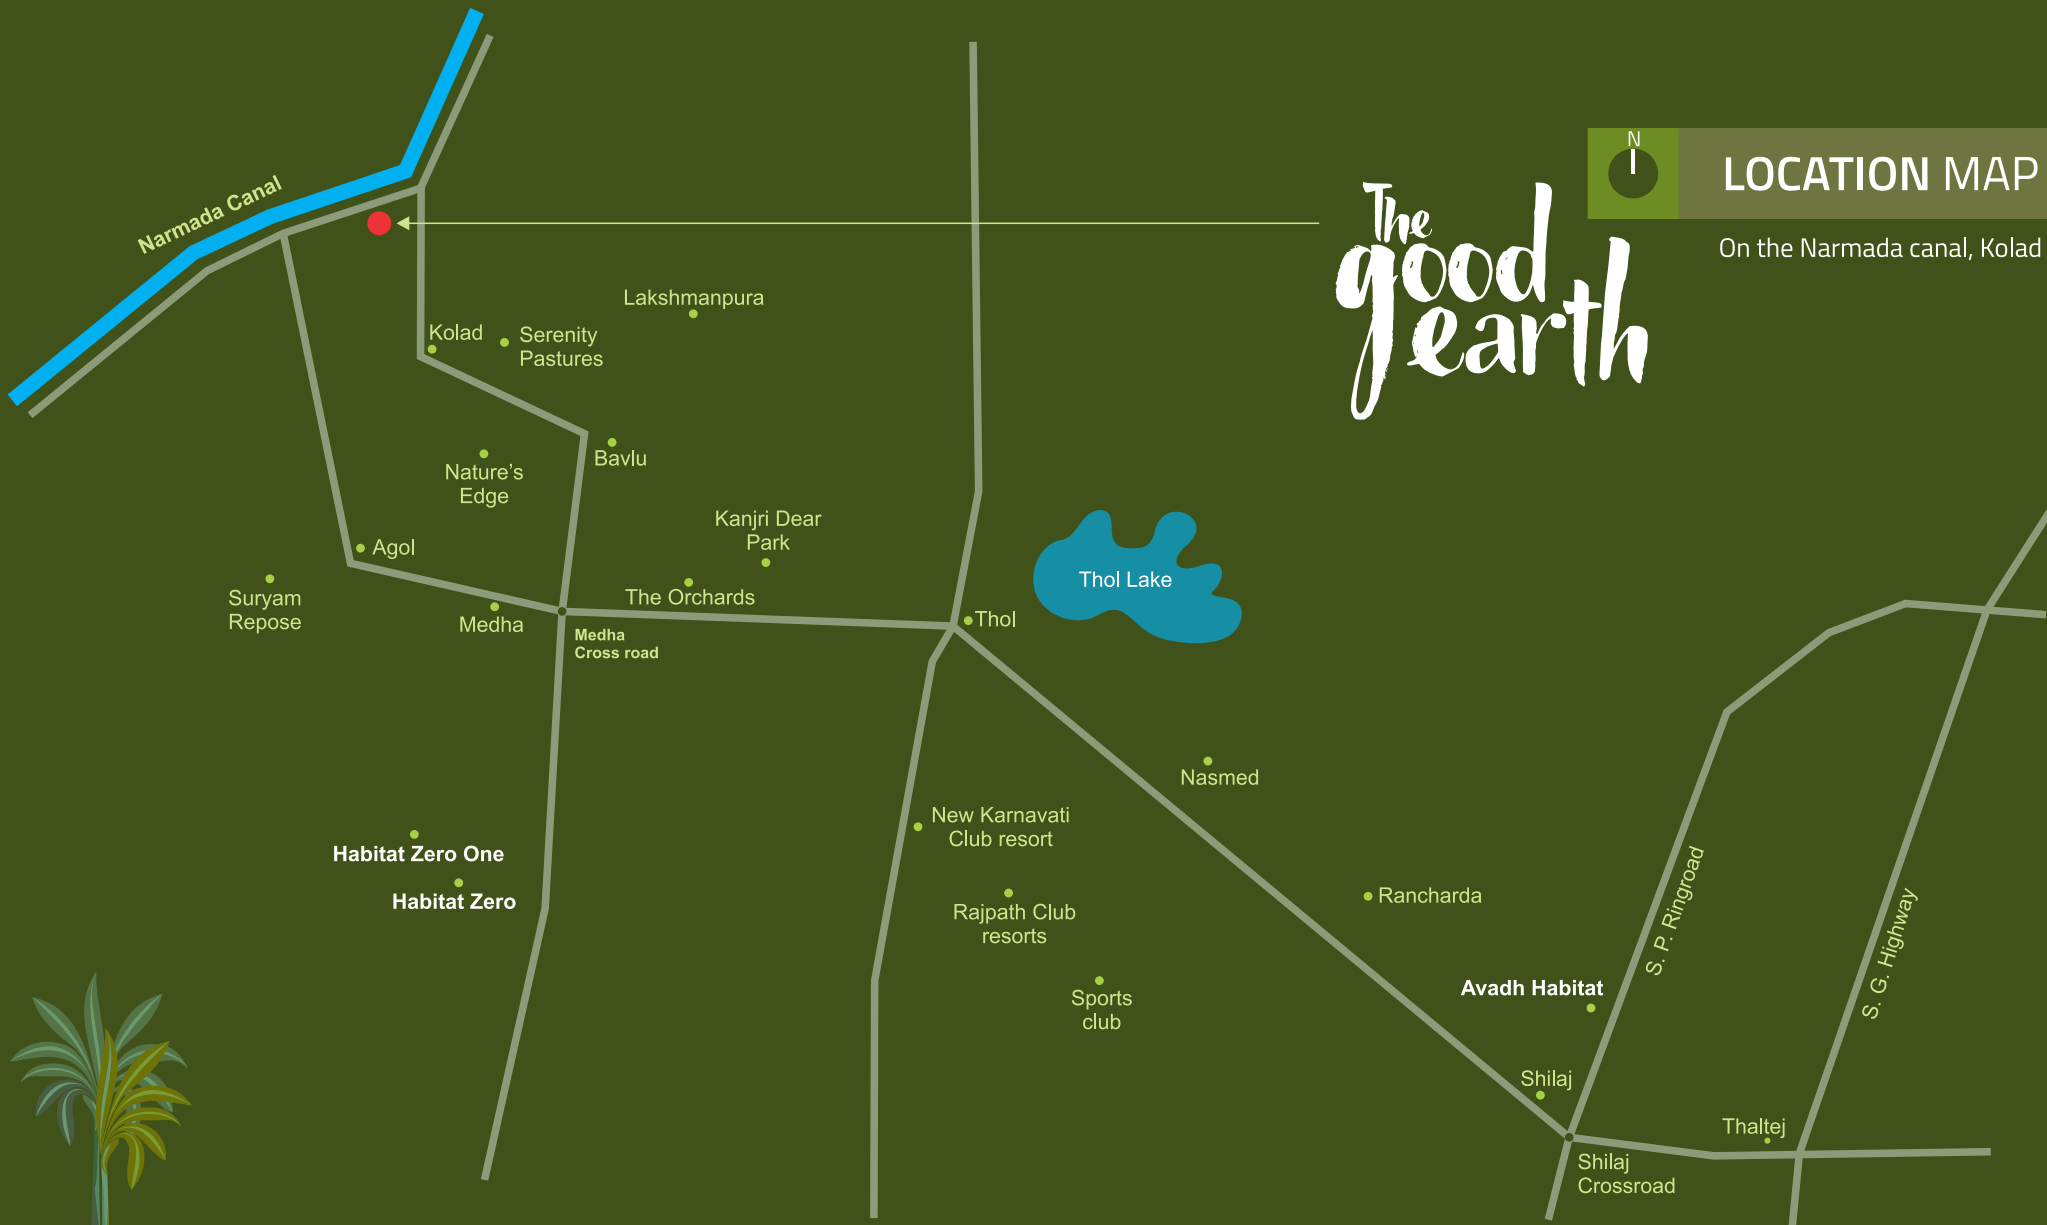 N
LOCATION MAP
On the Narmada canal, Kolad
The
good
earth
Narmada Canal
Lakshmanpura
Kolad
Serenity
Pastures
Bavlu
Nature's
Edge
Kanjri Dear
Park
Agol
Thol Lake
The Orchards
Suryam
Repose
Medha
Thol
Medha
Cross road
Nasmed
New Karnavati
Club resort
Habitat Zero One
Habitat Zero
Rancharda
Rajpath Club
resorts
S. P. Ringroad
S. G. Highway
Avadh Habitat
Sports
club
Shilaj
Thaltej
Shilaj
Crossroad